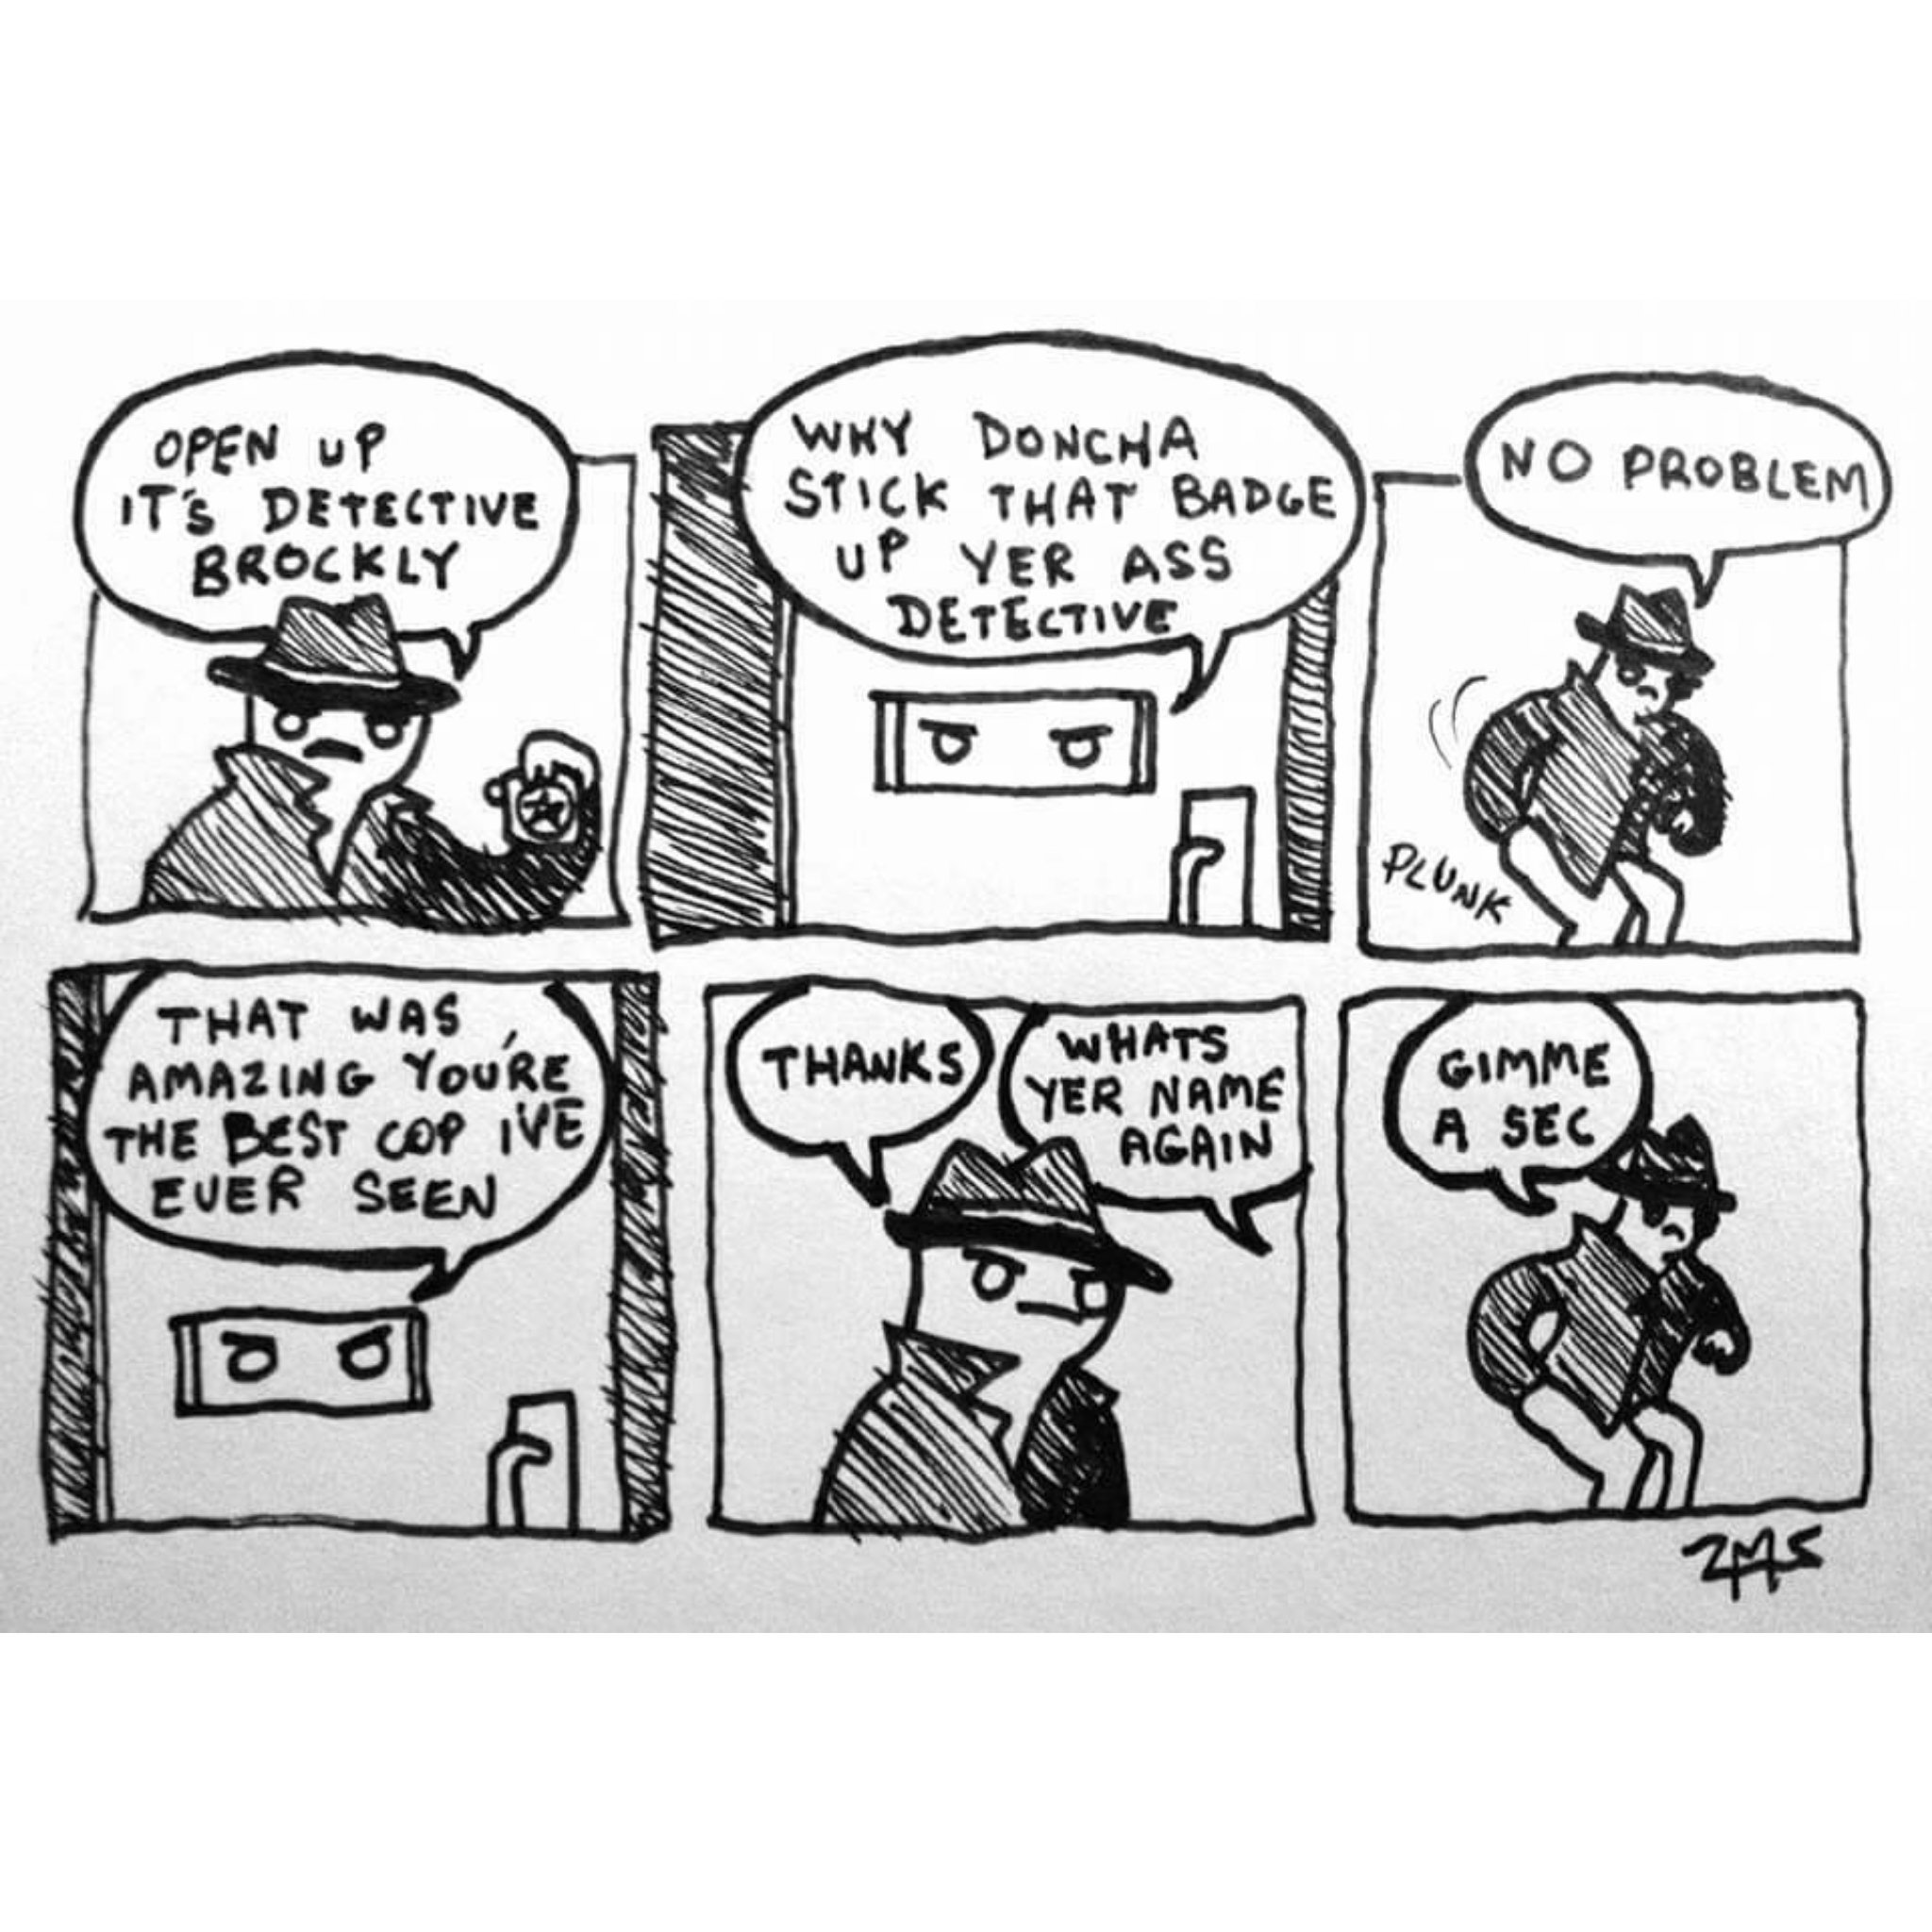 OPEN UP
IT'S DETECTIVE
BROCKLY
WHY DONCHA
STICK THAT BADGE
UP YER ASS
DETECTIVE
NO PROBLEM
PLUNK
THAT WAS
AMAZING YOU'RE
THE BEST COP I'VE
EVER SEEN
THANKS
WHATS
YER NAME
AGAIN
GIMME
A SEC
ZMS